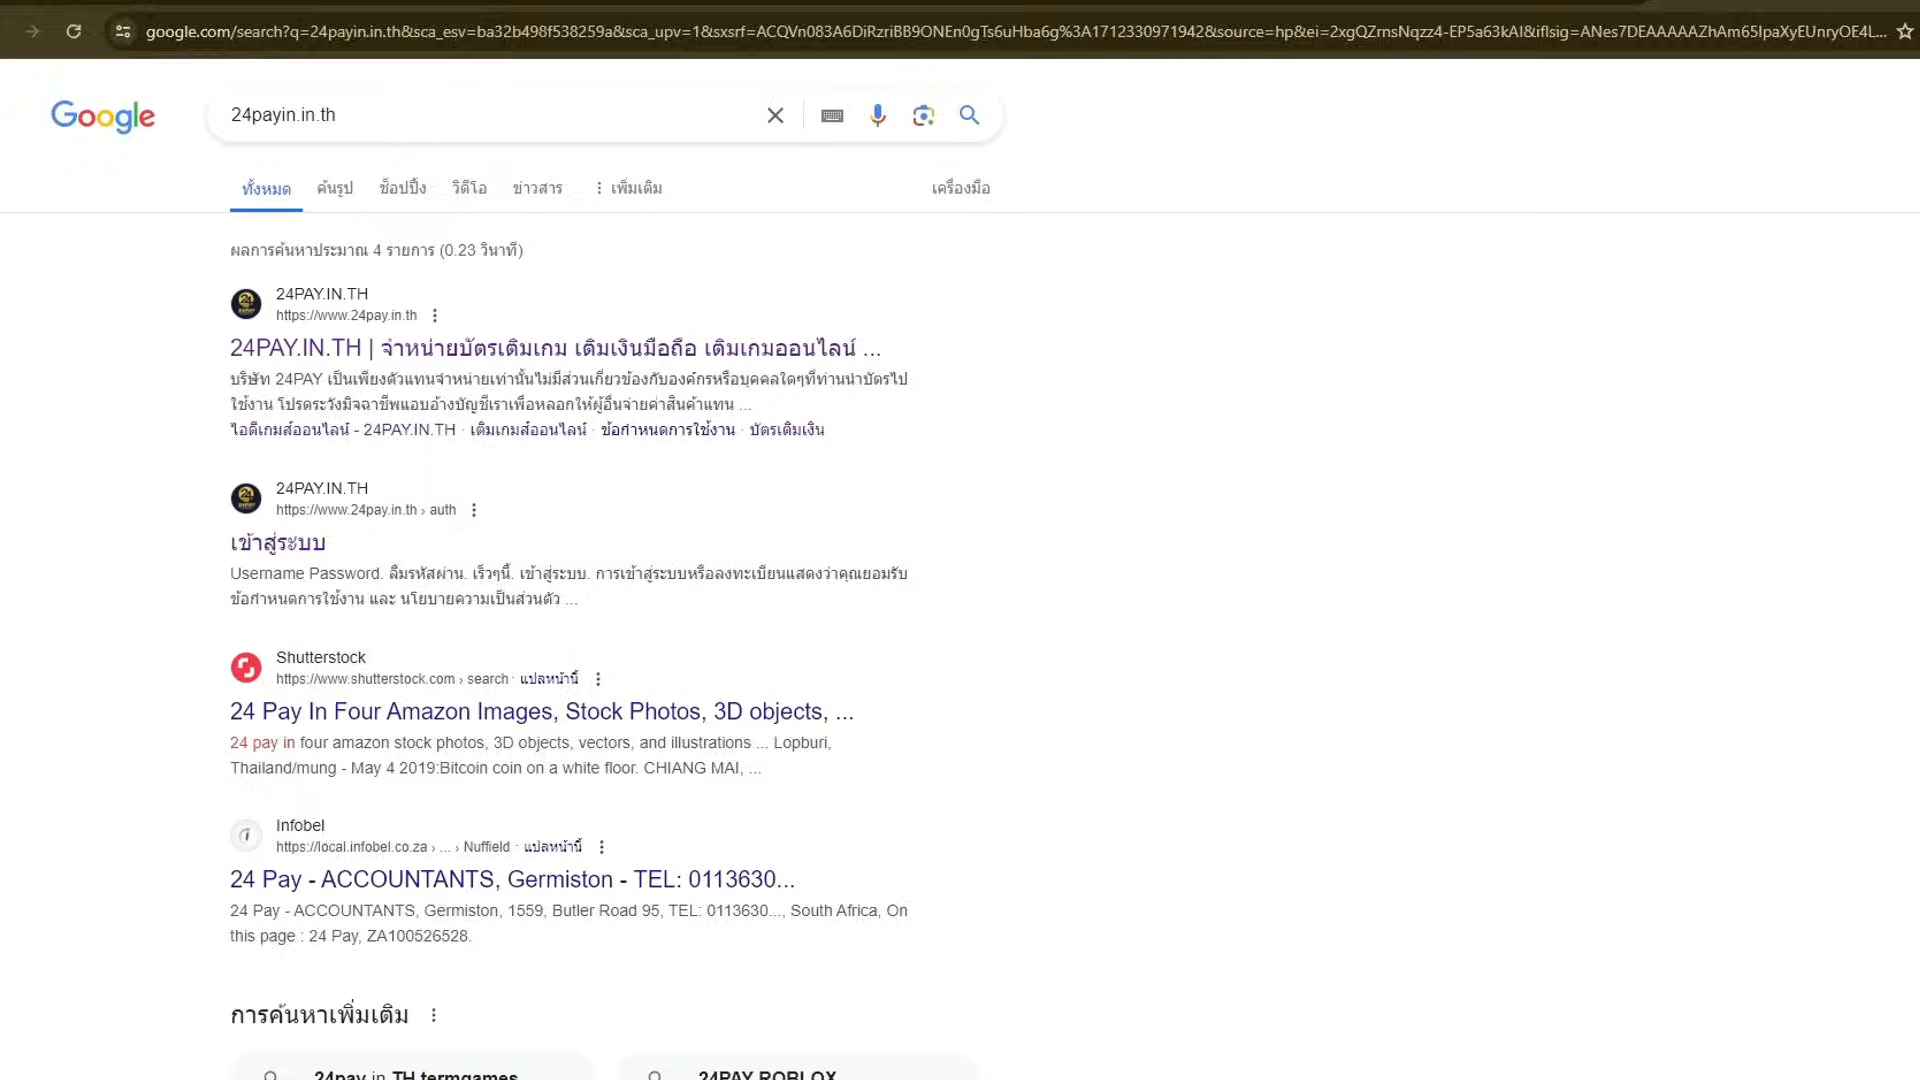 google.com/search?q=24payin.in.th&sca_esv=ba32b498f538259a&sca_upv=1&sxsrf=ACQVn083A6DiRzriBB9ONEn0gTs6uHba6g%3A1712330971942&source=hp&ei=2xgQZrnsNqzz4-EP5a63kAI&iflsig=ANes7DEAAAAAZhAm65IpaXyEUnryOE4L...
Google
24payin.in.th
ทั้งหมด ค้นรูป ช็อปปิ้ง วิดีโอ ข่าวสาร เพิ่มเติม เครื่องมือ
ผลการค้นหาประมาณ 4 รายการ (0.23 วินาที)
24PAY.IN.TH
https://www.24pay.in.th
24PAY.IN.TH | จำหน่ายบัตรเติมเกม เติมเงินมือถือ เติมเกมออนไลน์ ...
บริษัท 24PAY เป็นเพียงตัวแทนจำหน่ายเท่านั้นไม่มีส่วนเกี่ยวข้องกับองค์กรหรือบุคคลใดๆที่ท่านนำบัตรไป
ใช้งาน โปรดระวังมิจฉาชีพแอบอ้างบัญชีเราเพื่อหลอกให้ผู้อื่นจ่ายค่าสินค้าแทน ...
ไอดีเกมส์ออนไลน์ - 24PAY.IN.TH · เติมเกมส์ออนไลน์ · ข้อกำหนดการใช้งาน · บัตรเติมเงิน
24PAY.IN.TH
https://www.24pay.in.th › auth
เข้าสู่ระบบ
Username Password. ลืมรหัสผ่าน. เร็วๆนี้. เข้าสู่ระบบ. การเข้าสู่ระบบหรือลงทะเบียนแสดงว่าคุณยอมรับ
ข้อกำหนดการใช้งาน และ นโยบายความเป็นส่วนตัว ...
Shutterstock
https://www.shutterstock.com › search · แปลหน้านี้
24 Pay In Four Amazon Images, Stock Photos, 3D objects, ...
24 pay in four amazon stock photos, 3D objects, vectors, and illustrations ... Lopburi,
Thailand/mung - May 4 2019:Bitcoin coin on a white floor. CHIANG MAI, ...
Infobel
https://local.infobel.co.za › ... › Nuffield · แปลหน้านี้
24 Pay - ACCOUNTANTS, Germiston - TEL: 0113630...
24 Pay - ACCOUNTANTS, Germiston, 1559, Butler Road 95, TEL: 0113630..., South Africa, On
this page : 24 Pay, ZA100526528.
การค้นหาเพิ่มเติม
24pay in TH termgames 24PAY ROBLOX